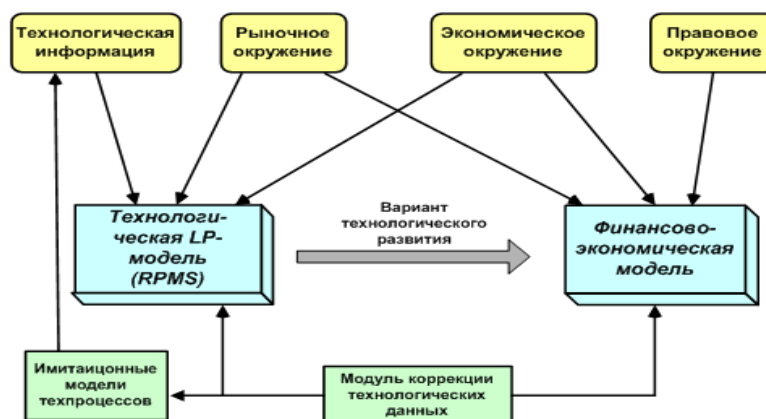 Технологическая
информация
Рыночное
окружение
Экономическое
окружение
Правовое
окружение
Технологи-
ческая LP-
модель
(RPMS)
Вариант
технологического
развития
Финансово-
экономическая
модель
Имитаицонные
модели
техпроцессов
Модуль коррекции
технологических
данных